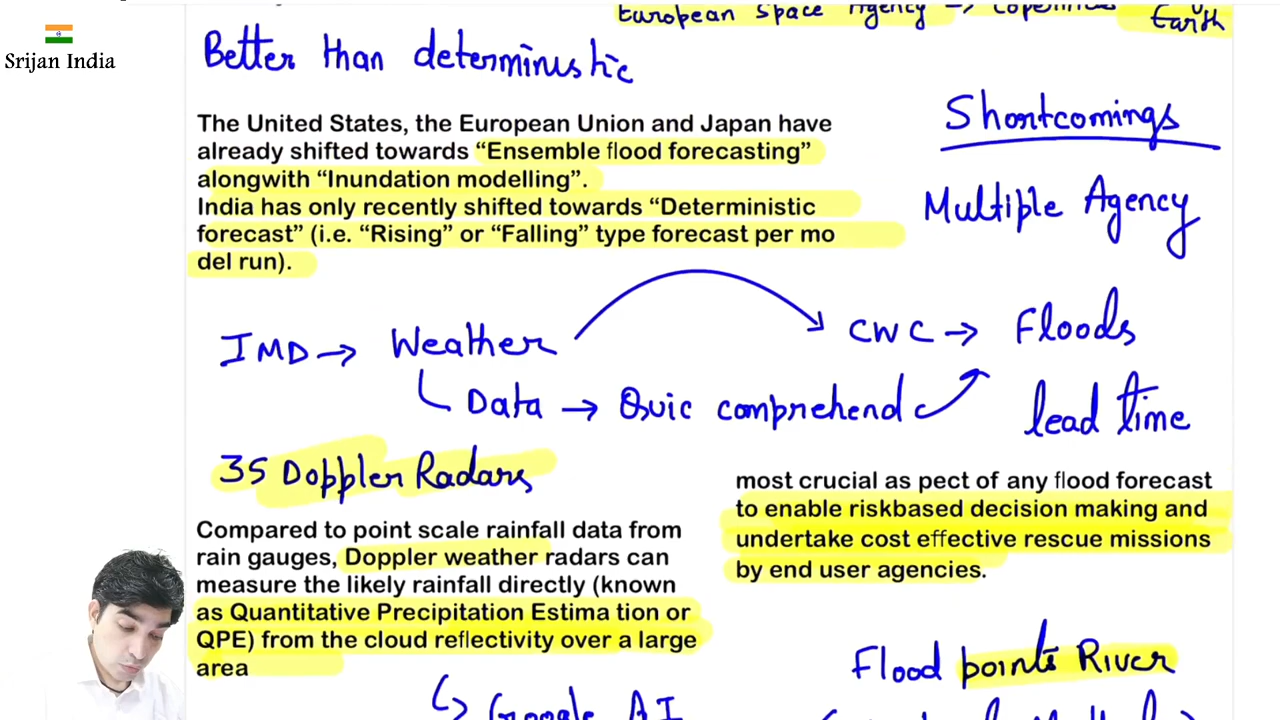 European Space Agency →
Earth
Srijan India
Better than deterministic
The United States, the European Union and Japan have
already shifted towards “Ensemble flood forecasting”
alongwith “Inundation modelling”.
India has only recently shifted towards “Deterministic
forecast” (i.e. “Rising” or “Falling” type forecast per mo
del run).
Shortcomings
Multiple Agency
IMD → Weather
CWC → Floods
Data → Quic comprehend
lead time
35 Doppler Radars
Compared to point scale rainfall data from
rain gauges, Doppler weather radars can
measure the likely rainfall directly (known
as Quantitative Precipitation Estima tion or
QPE) from the cloud reflectivity over a large
area
most crucial as pect of any flood forecast
to enable riskbased decision making and
undertake cost effective rescue missions
by end user agencies.
Flood points River
Google AI